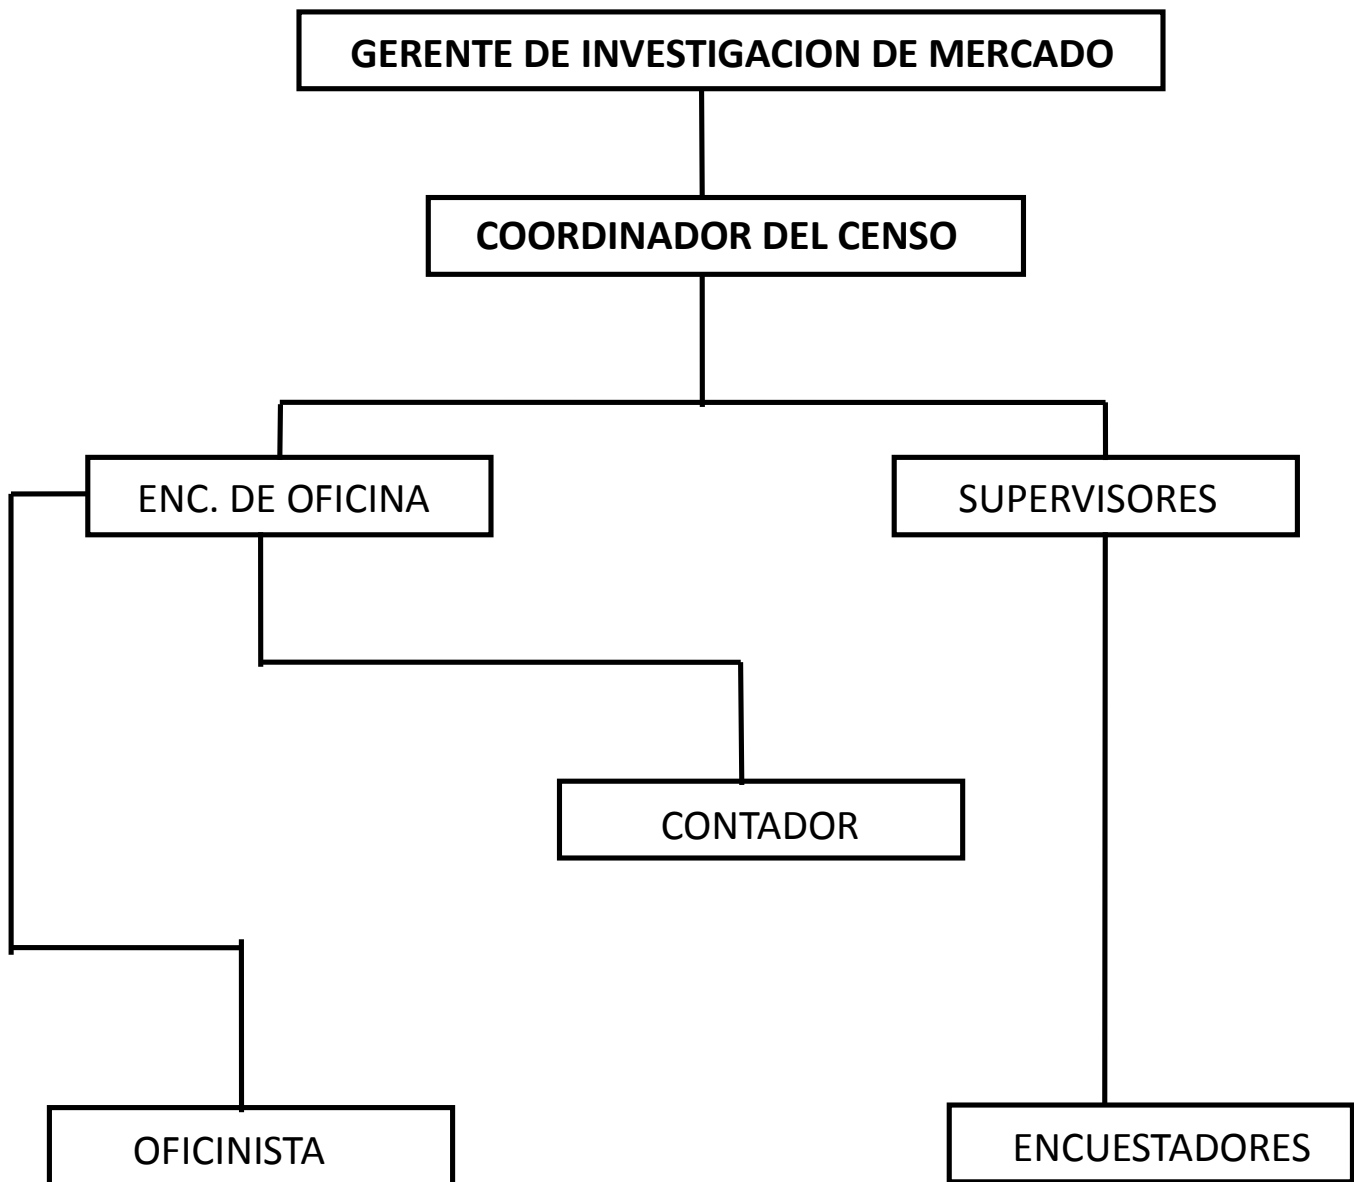 GERENTE DE INVESTIGACION DE MERCADO
COORDINADOR DEL CENSO
ENC. DE OFICINA
SUPERVISORES
CONTADOR
OFICINISTA
ENCUESTADORES